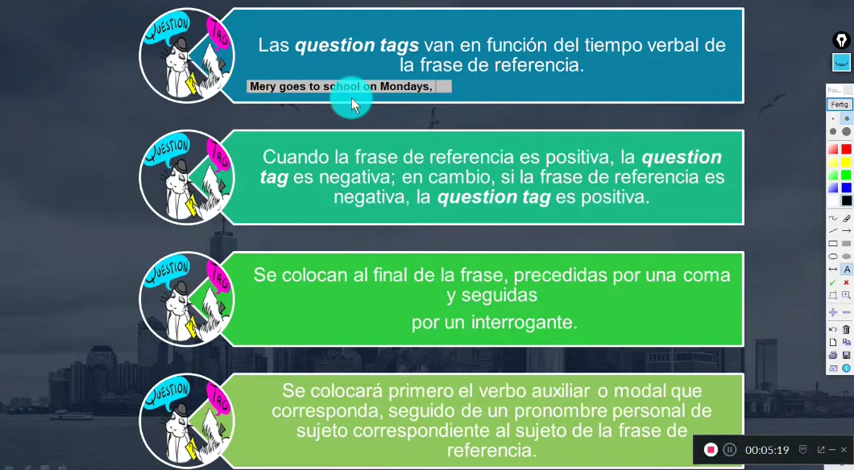 QUESTION
TAG
Las question tags van en función del tiempo verbal de
la frase de referencia.
Mery goes to school on Mondays,
QUESTION
TAG
Cuando la frase de referencia es positiva, la question
tag es negativa; en cambio, si la frase de referencia es
negativa, la question tag es positiva.
QUESTION
TAG
Se colocan al final de la frase, precedidas por una coma
y seguidas
por un interrogante.
QUESTION
TAG
Se colocará primero el verbo auxiliar o modal que
corresponda, seguido de un pronombre personal de
sujeto correspondiente al sujeto de la frase de
referencia.
Fertig
A
00:05:19